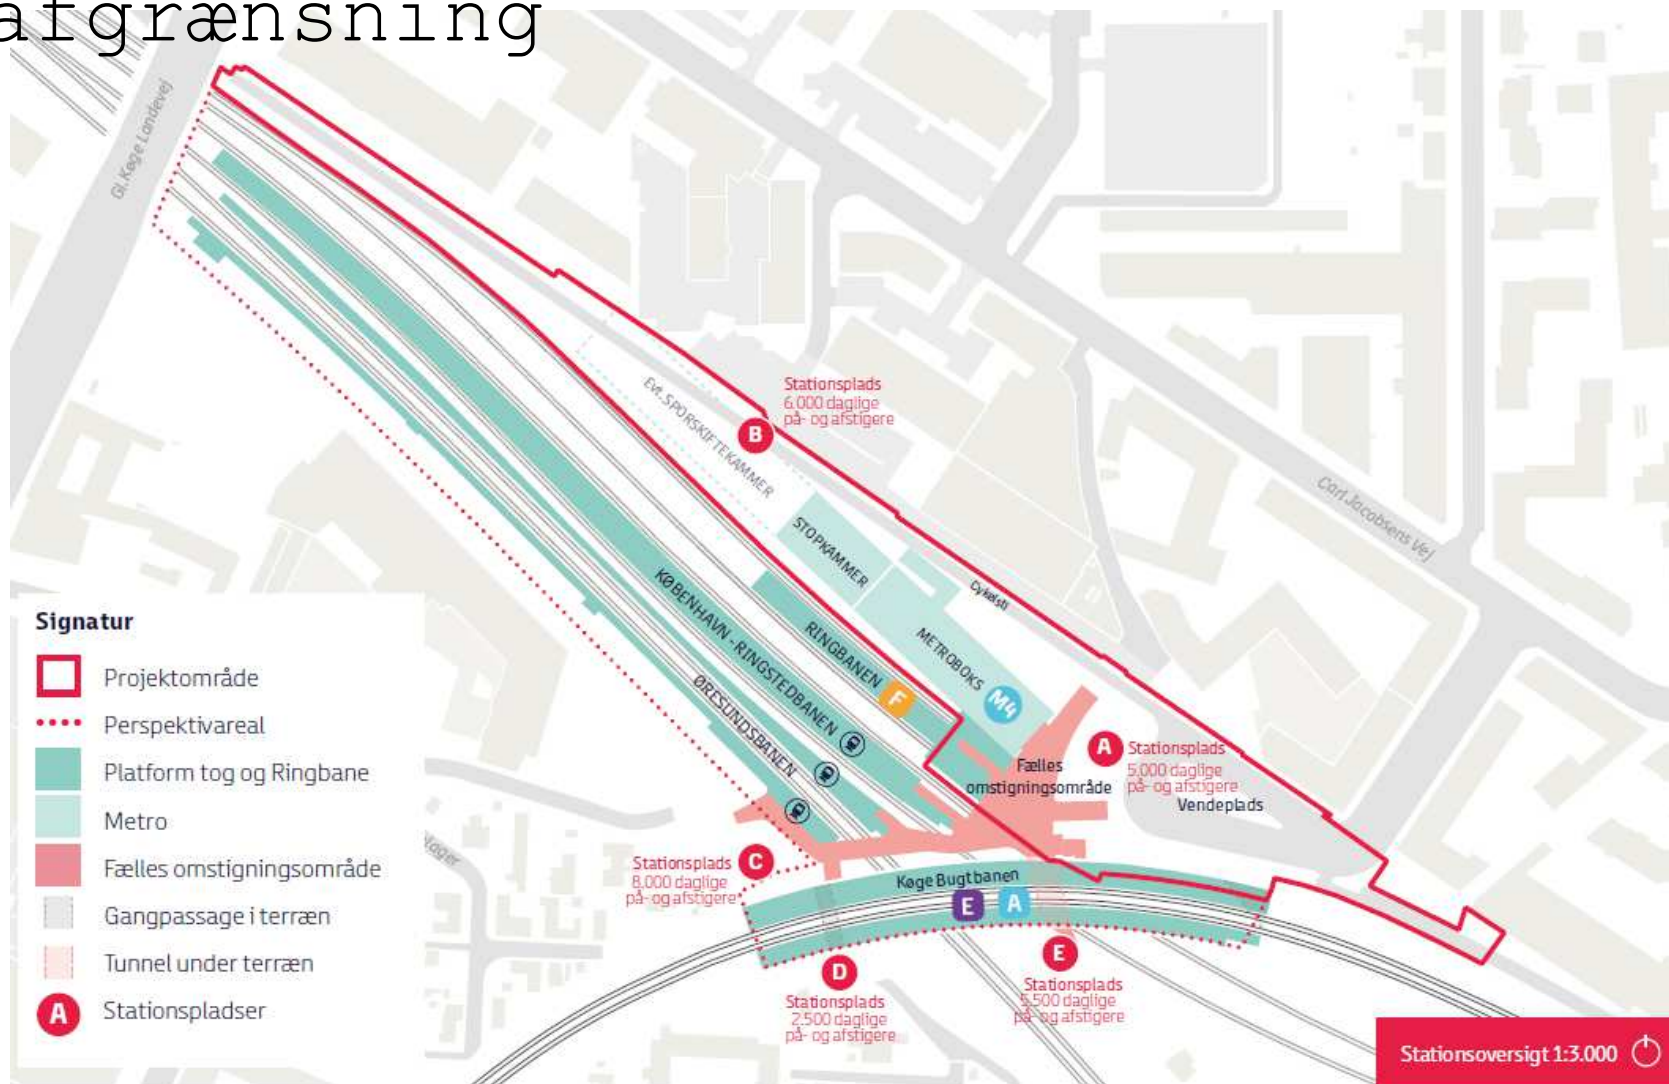 afgrænsning
Gl. Køge Landevej
Stationsplads
6.000 daglige
på- og afstigere
B
Evt. SPORSKIFTEKAMMER
Carl Jacobsens Vej
STOPKAMMER
Cykelsti
METROBOKS
M4
RINGBANEN
F
KØBENHAVN - RINGSTEDBANEN
ØRESUNDSBANEN
A
Stationsplads
5.000 daglige
på- og afstigere
Vendeplads
Fælles
omstigningsområde
Stationsplads
8.000 daglige
på- og afstigere
C
Køge Bugt banen
E
A
D
Stationsplads
2.500 daglige
på- og afstigere
E
Stationsplads
5.500 daglige
på- og afstigere
Signatur
Projektområde
Perspektivareal
Platform tog og Ringbane
Metro
Fælles omstigningsområde
Gangpassage i terræn
Tunnel under terræn
A
Stationspladser
Stationsoversigt 1:3.000